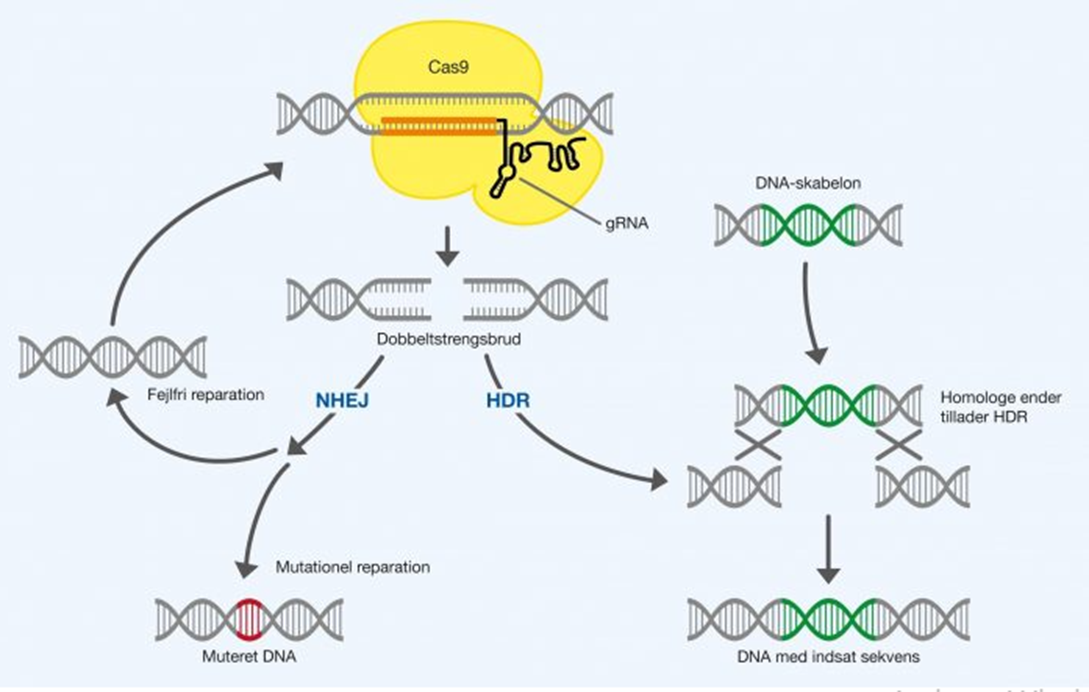 Cas9
gRNA
DNA-skabelon
Dobbeltstrengsbrud
Fejlfri reparation
NHEJ
HDR
Homologe ender
tillader HDR
Mutationel reparation
Muteret DNA
DNA med indsat sekvens